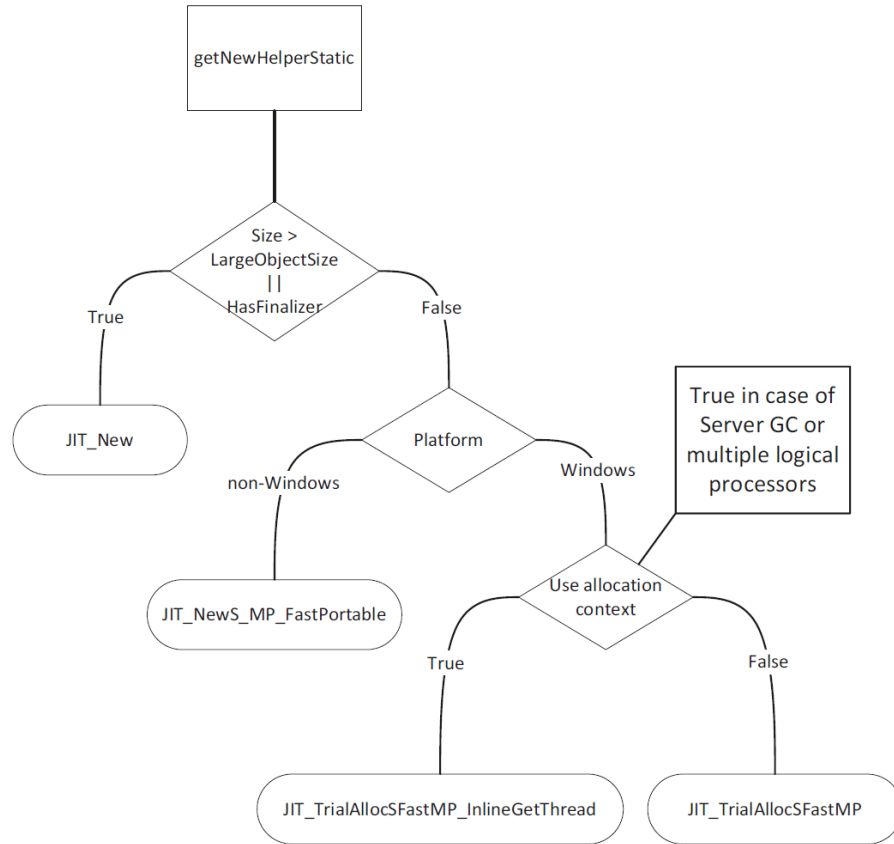 getNewHelperStatic
Size >
LargeObjectSize
||
HasFinalizer
True
False
JIT_New
Platform
True in case of
Server GC or
multiple logical
processors
non-Windows
Windows
JIT_NewS_MP_FastPortable
Use allocation
context
True
False
JIT_TrialAllocSFastMP_InlineGetThread
JIT_TrialAllocSFastMP